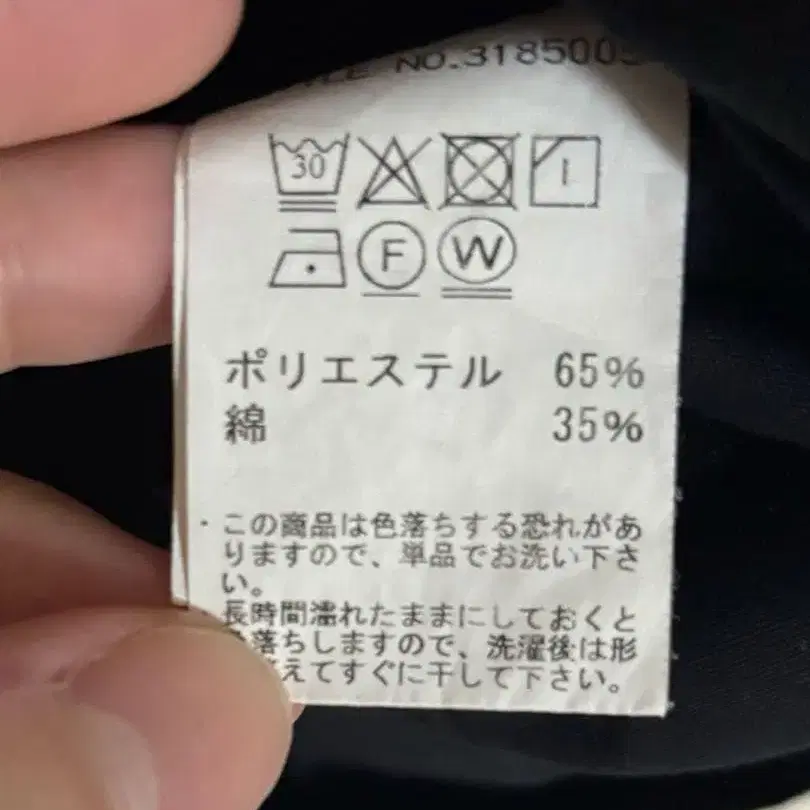 NO.3185005
30
F
W
ポリエステル 65%
綿 35%
・この商品は色落ちする恐れがあ
りますので、単品でお洗い下さ
い。
長時間濡れたままにしておくと
色落ちしますので、洗濯後は形
えてすぐに干して下さい。